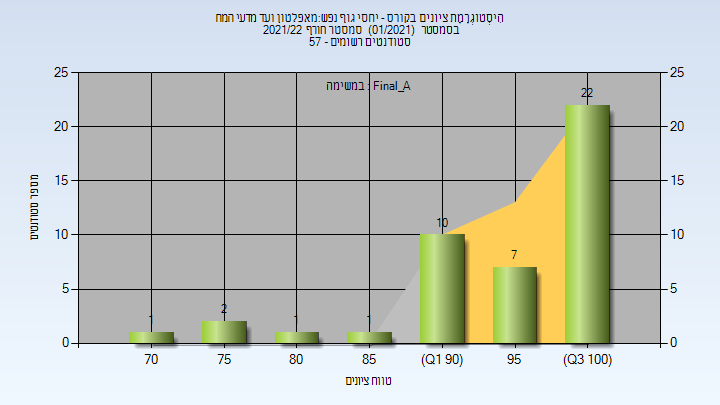 היסטוגרמת ציונים בקורס - יחסי גוף נפש:מאפלטון ועד מדעי המח
בסמסטר (01/2021) סמסטר חורף 2021/22
סטודנטים רשומים - 57
במשימה : Final_A
25 25
20 20
15 15
10 10
5 5
0 0
1 2 1 1 10 7 22
70 75 80 85 (Q1 90) 95 (Q3 100)
מספר סטודנטים
טווח ציונים